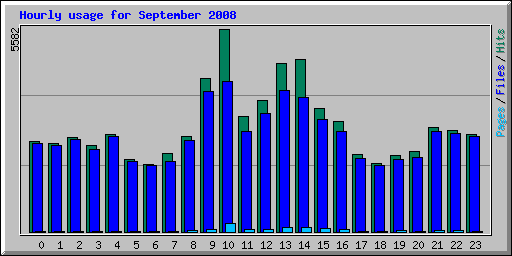 Hourly usage for September 2008
5582
Pages / Files / Hits
0 1 2 3 4 5 6 7 8 9 10 11 12 13 14 15 16 17 18 19 20 21 22 23